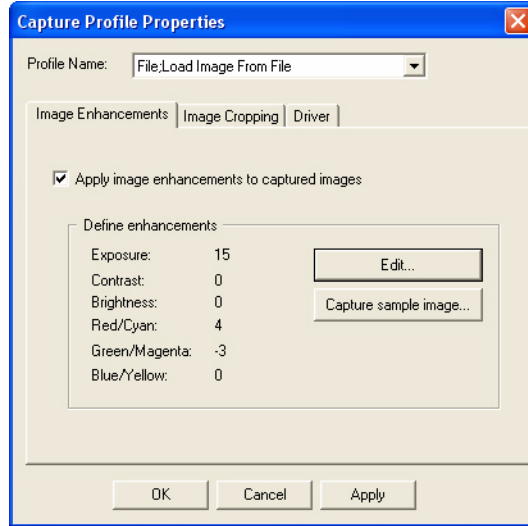 Capture Profile Properties
Profile Name: File;Load Image From File
Image Enhancements Image Cropping Driver
Apply image enhancements to captured images
Define enhancements
Exposure: 15
Contrast: 0
Brightness: 0
Red/Cyan: 4
Green/Magenta: -3
Blue/Yellow: 0
Edit...
Capture sample image...
OK Cancel Apply